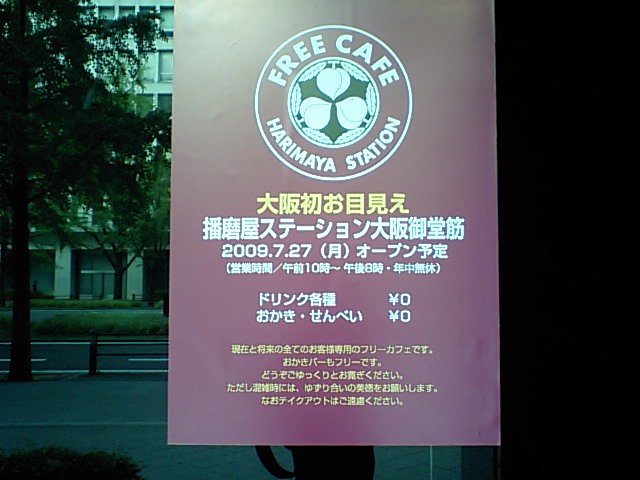 FREE CAFE
HARIMAYA STATION
大阪初お目見え
播磨屋ステーション大阪御堂筋
2009.7.27（月）オープン予定
（営業時間／午前10時～午後8時・年中無休）
ドリンク各種 ¥0
おかき・せんべい ¥0
現在と将来の全てのお客様専用のフリーカフェです。
おかきバーもフリーです。
どうぞごゆっくりとお寛ぎください。
ただし混雑時には、ゆずり合いの美徳をお願いします。
なおテイクアウトはご遠慮ください。